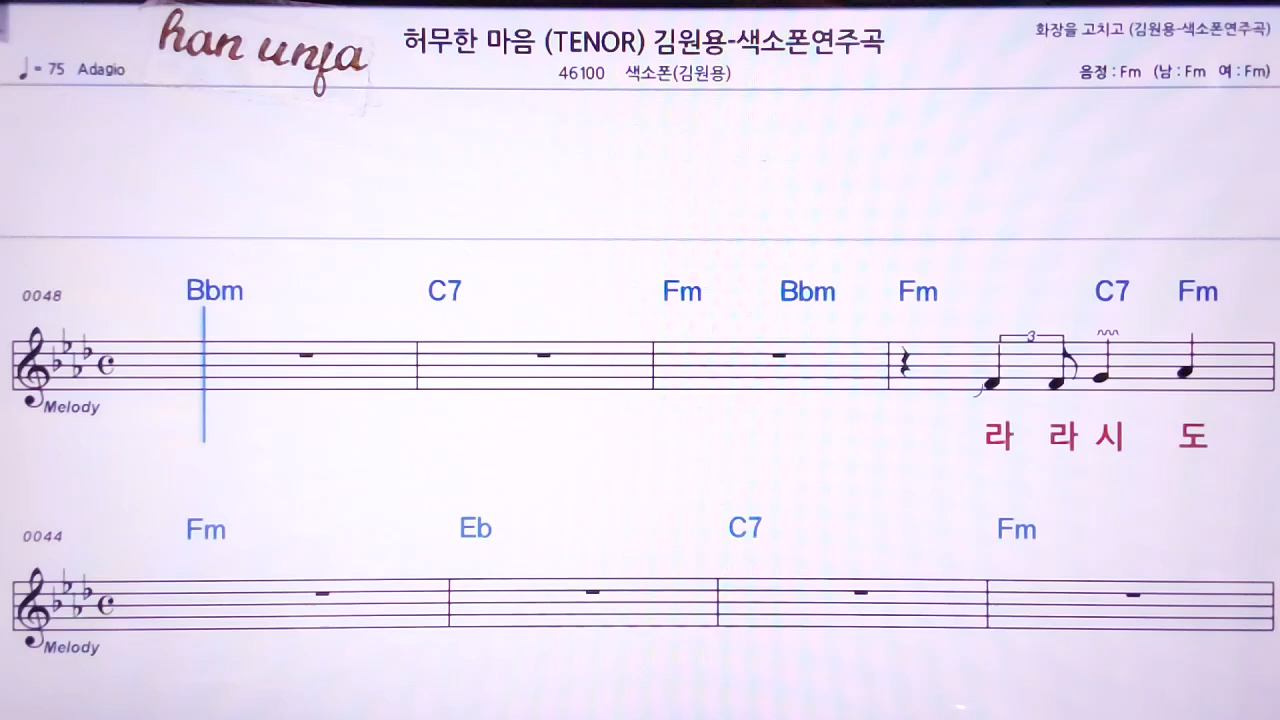 han unfa
허무한 마음 (TENOR) 김원용-색소폰연주곡
화장을 고치고 (김원용-색소폰연주곡)
♩= 75 Adagio
46100 색소폰(김원용)
음정 : Fm (남 : Fm 여 : Fm)
0048 Bbm C7 Fm Bbm Fm C7 Fm
3
Melody
라 라 시 도
0044 Fm Eb C7 Fm
Melody